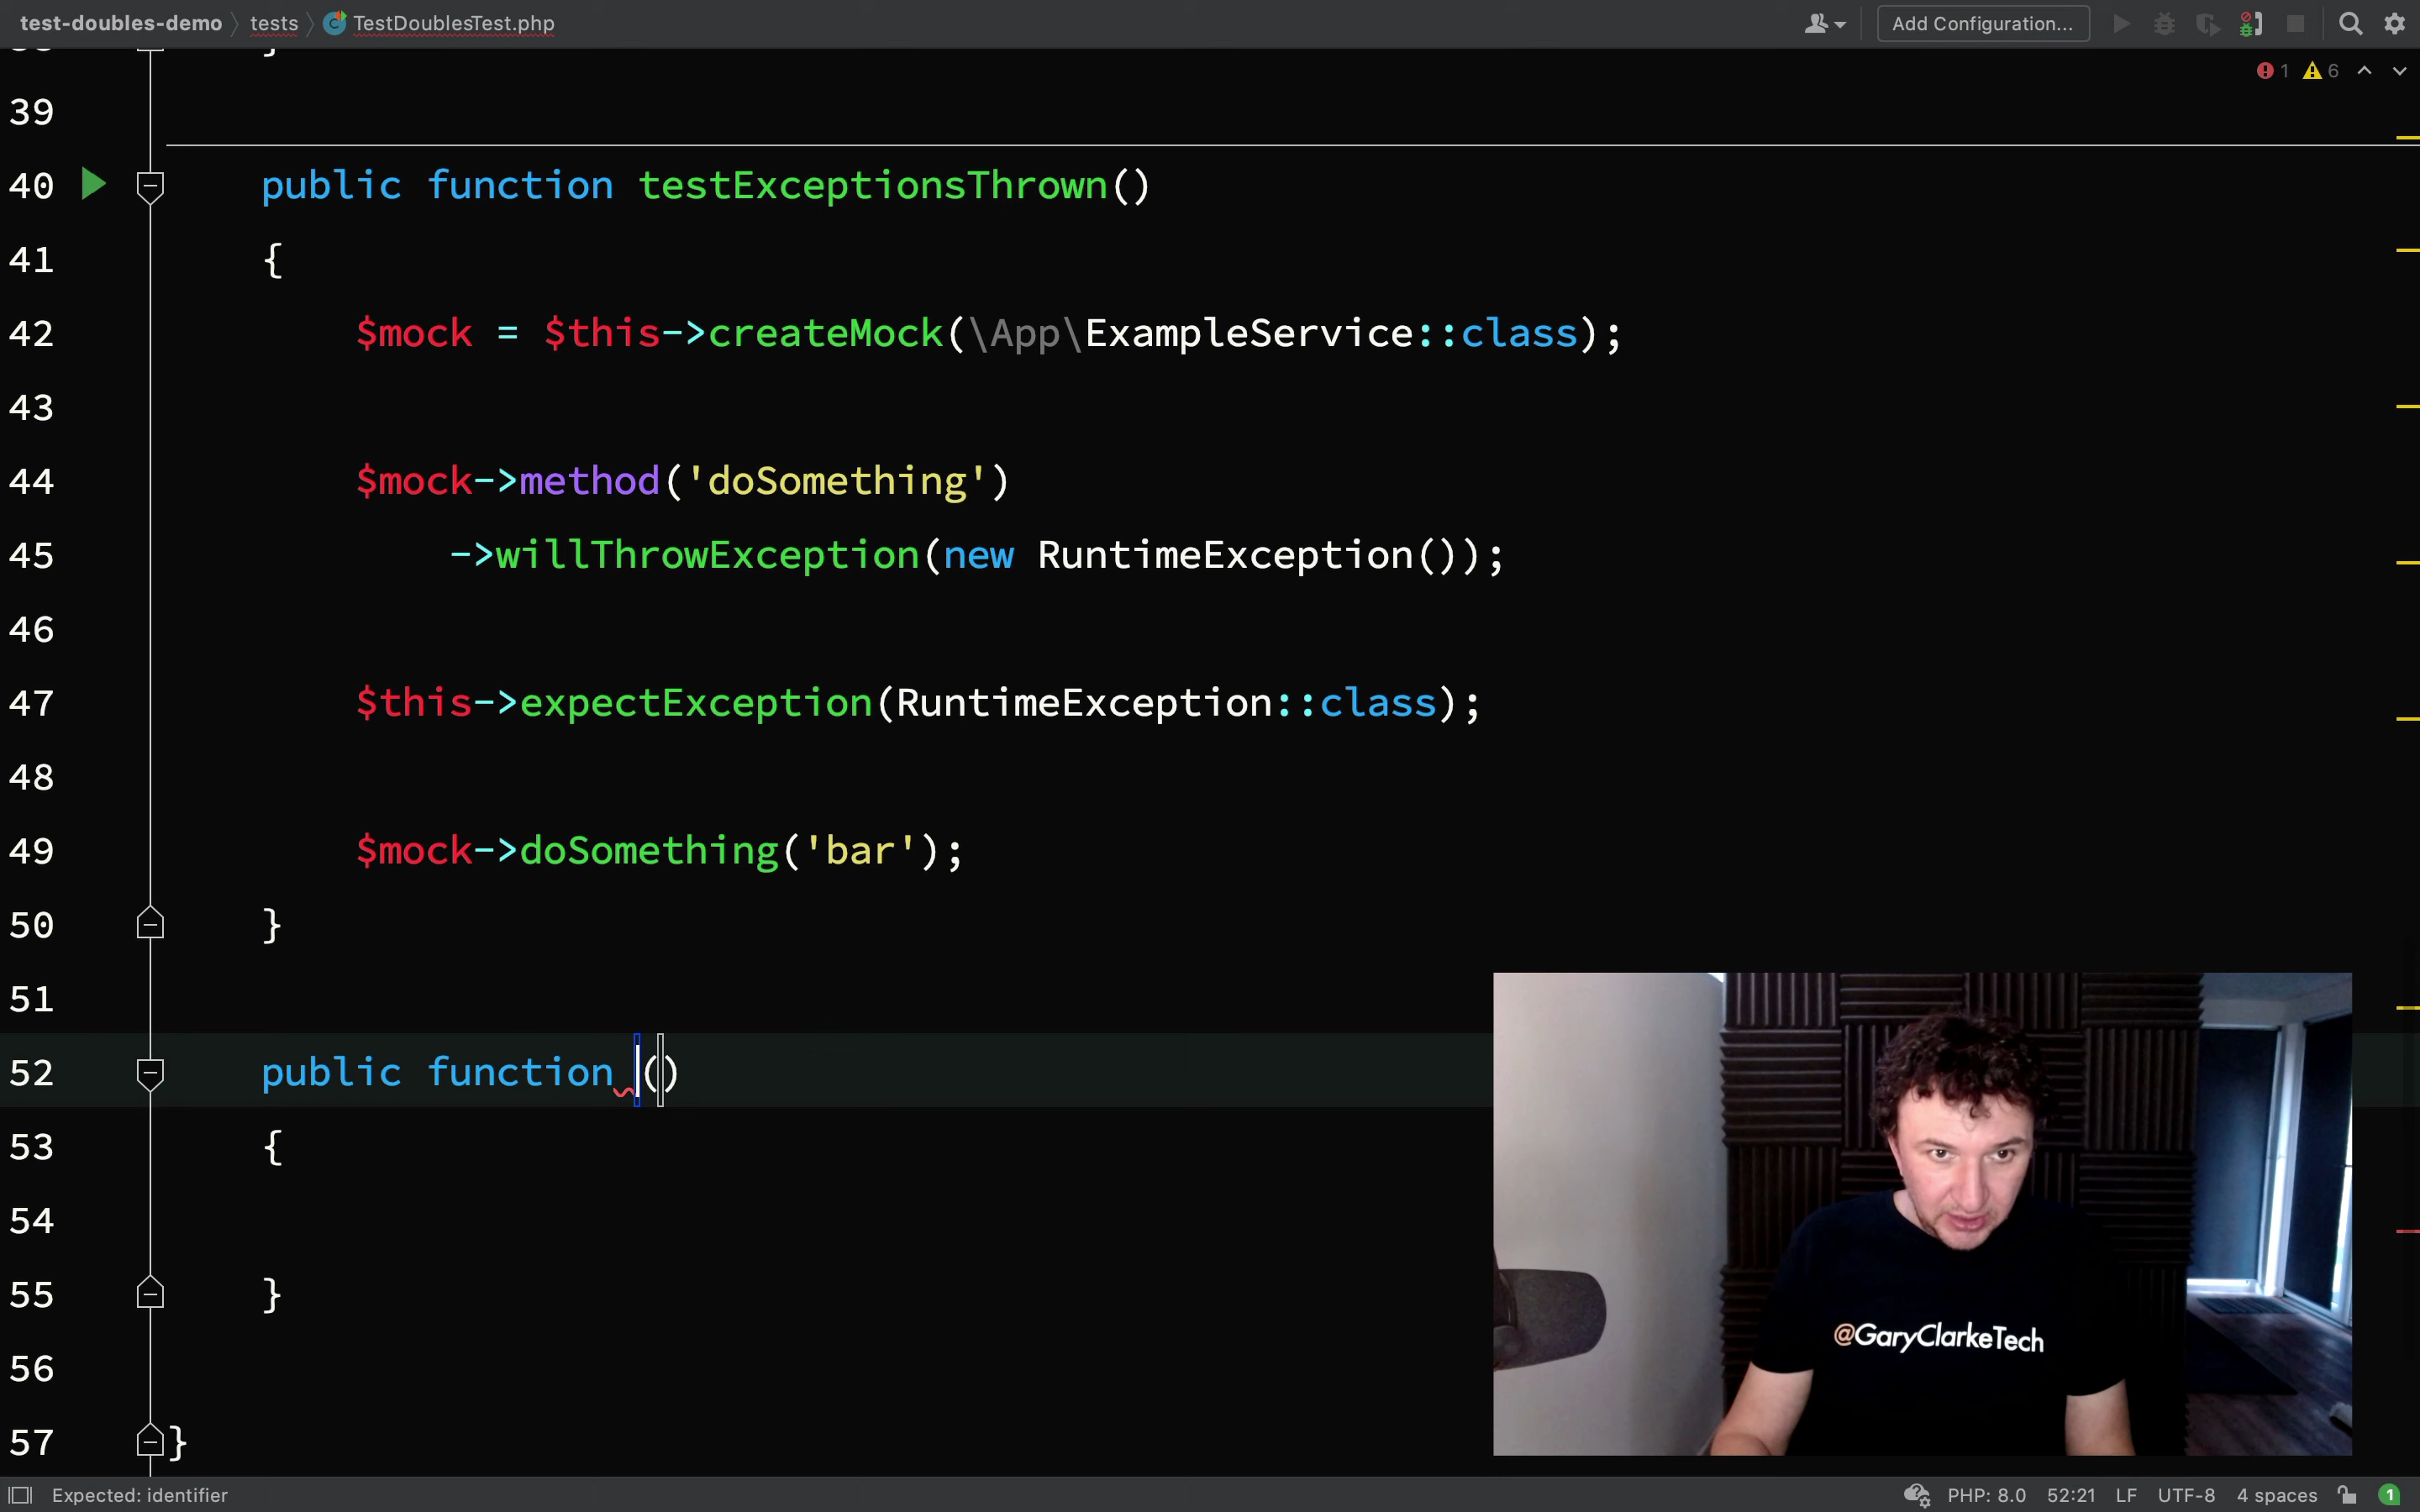 test-doubles-demo tests TestDoublesTest.php Add Configuration...
1 6
39
40 public function testExceptionsThrown()
41 {
42 $mock = $this->createMock(\App\ExampleService::class);
43
44 $mock->method('doSomething')
45 ->willThrowException(new RuntimeException());
46
47 $this->expectException(RuntimeException::class);
48
49 $mock->doSomething('bar');
50 }
51
52 public function ()
53 {
54
55 }
56
57 }
@GaryClarkeTech
Expected: identifier PHP: 8.0 52:21 LF UTF-8 4 spaces 1